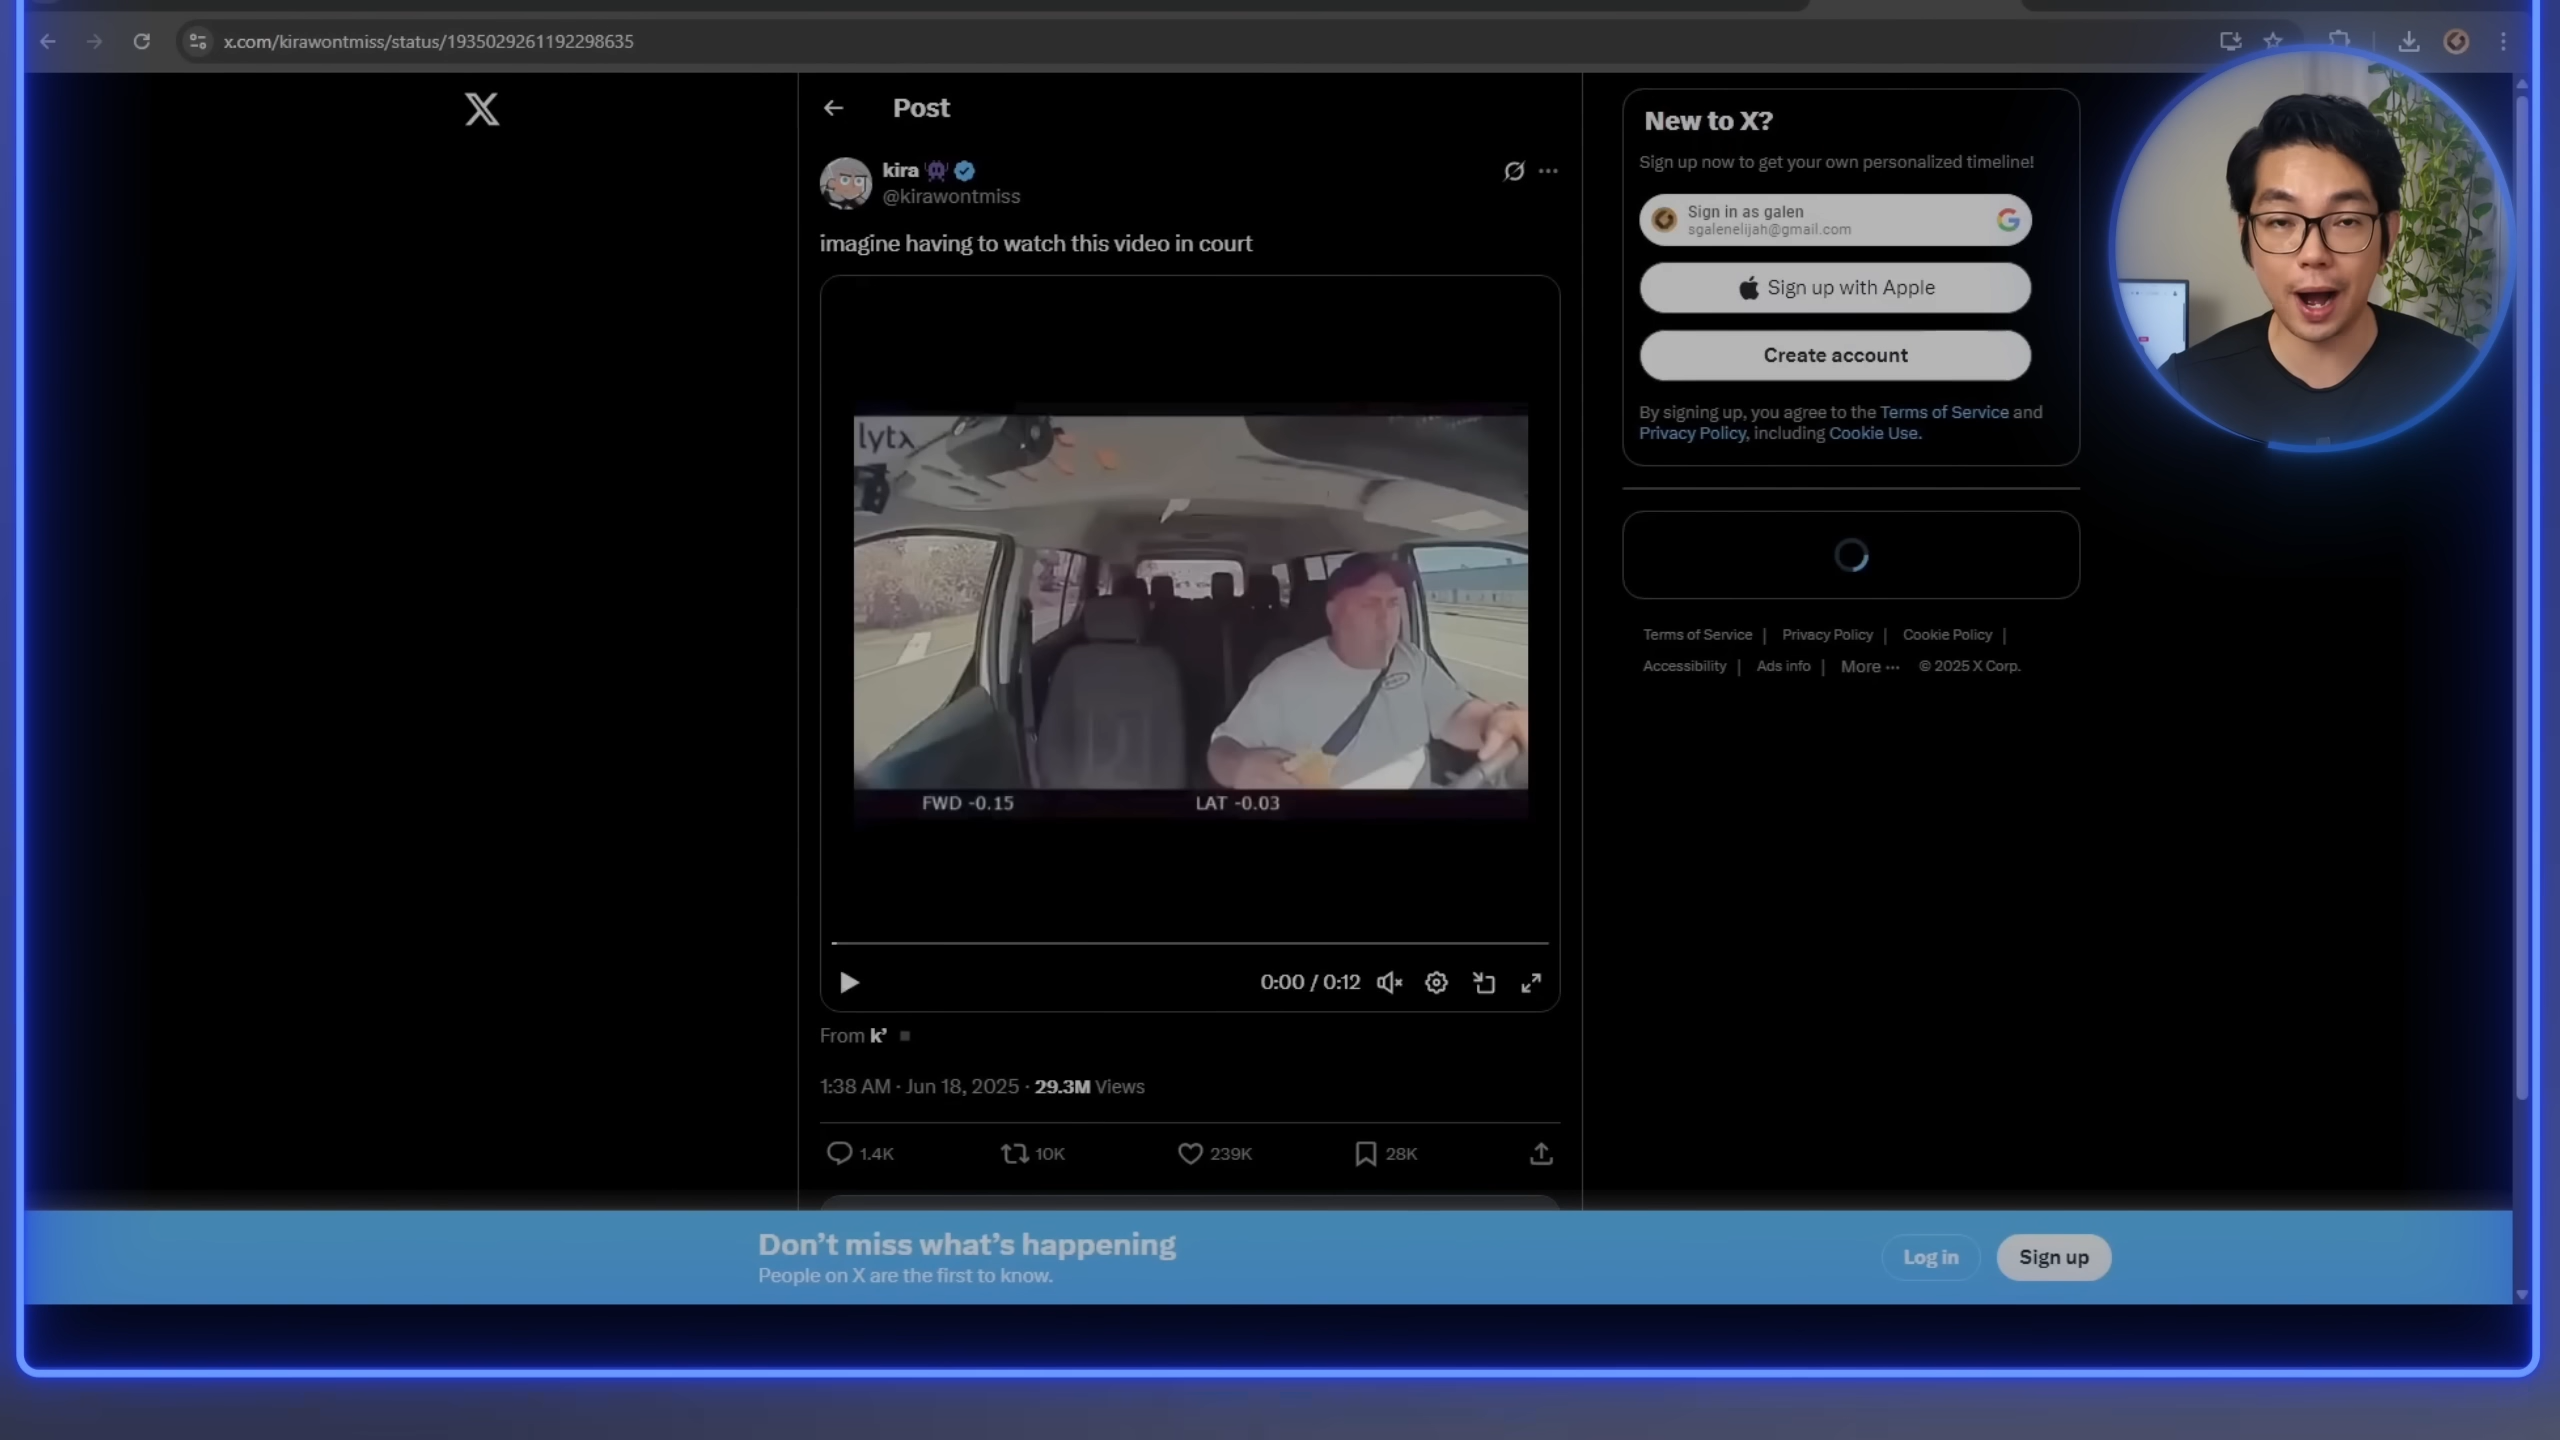 x.com/kirawontmiss/status/1935029261192298635
Post
kira
@kirawontmiss
imagine having to watch this video in court
lytx
FWD -0.15
LAT -0.03
0:00 / 0:12
From k’
1:38 AM · Jun 18, 2025 · 29.3M Views
1.4K
10K
239K
28K
New to X?
Sign up now to get your own personalized timeline!
Sign in as galen
sgalenelijah@gmail.com
Sign up with Apple
Create account
By signing up, you agree to the Terms of Service and
Privacy Policy, including Cookie Use.
Terms of Service | Privacy Policy | Cookie Policy |
Accessibility | Ads info | More ··· © 2025 X Corp.
Don’t miss what’s happening
People on X are the first to know.
Log in
Sign up